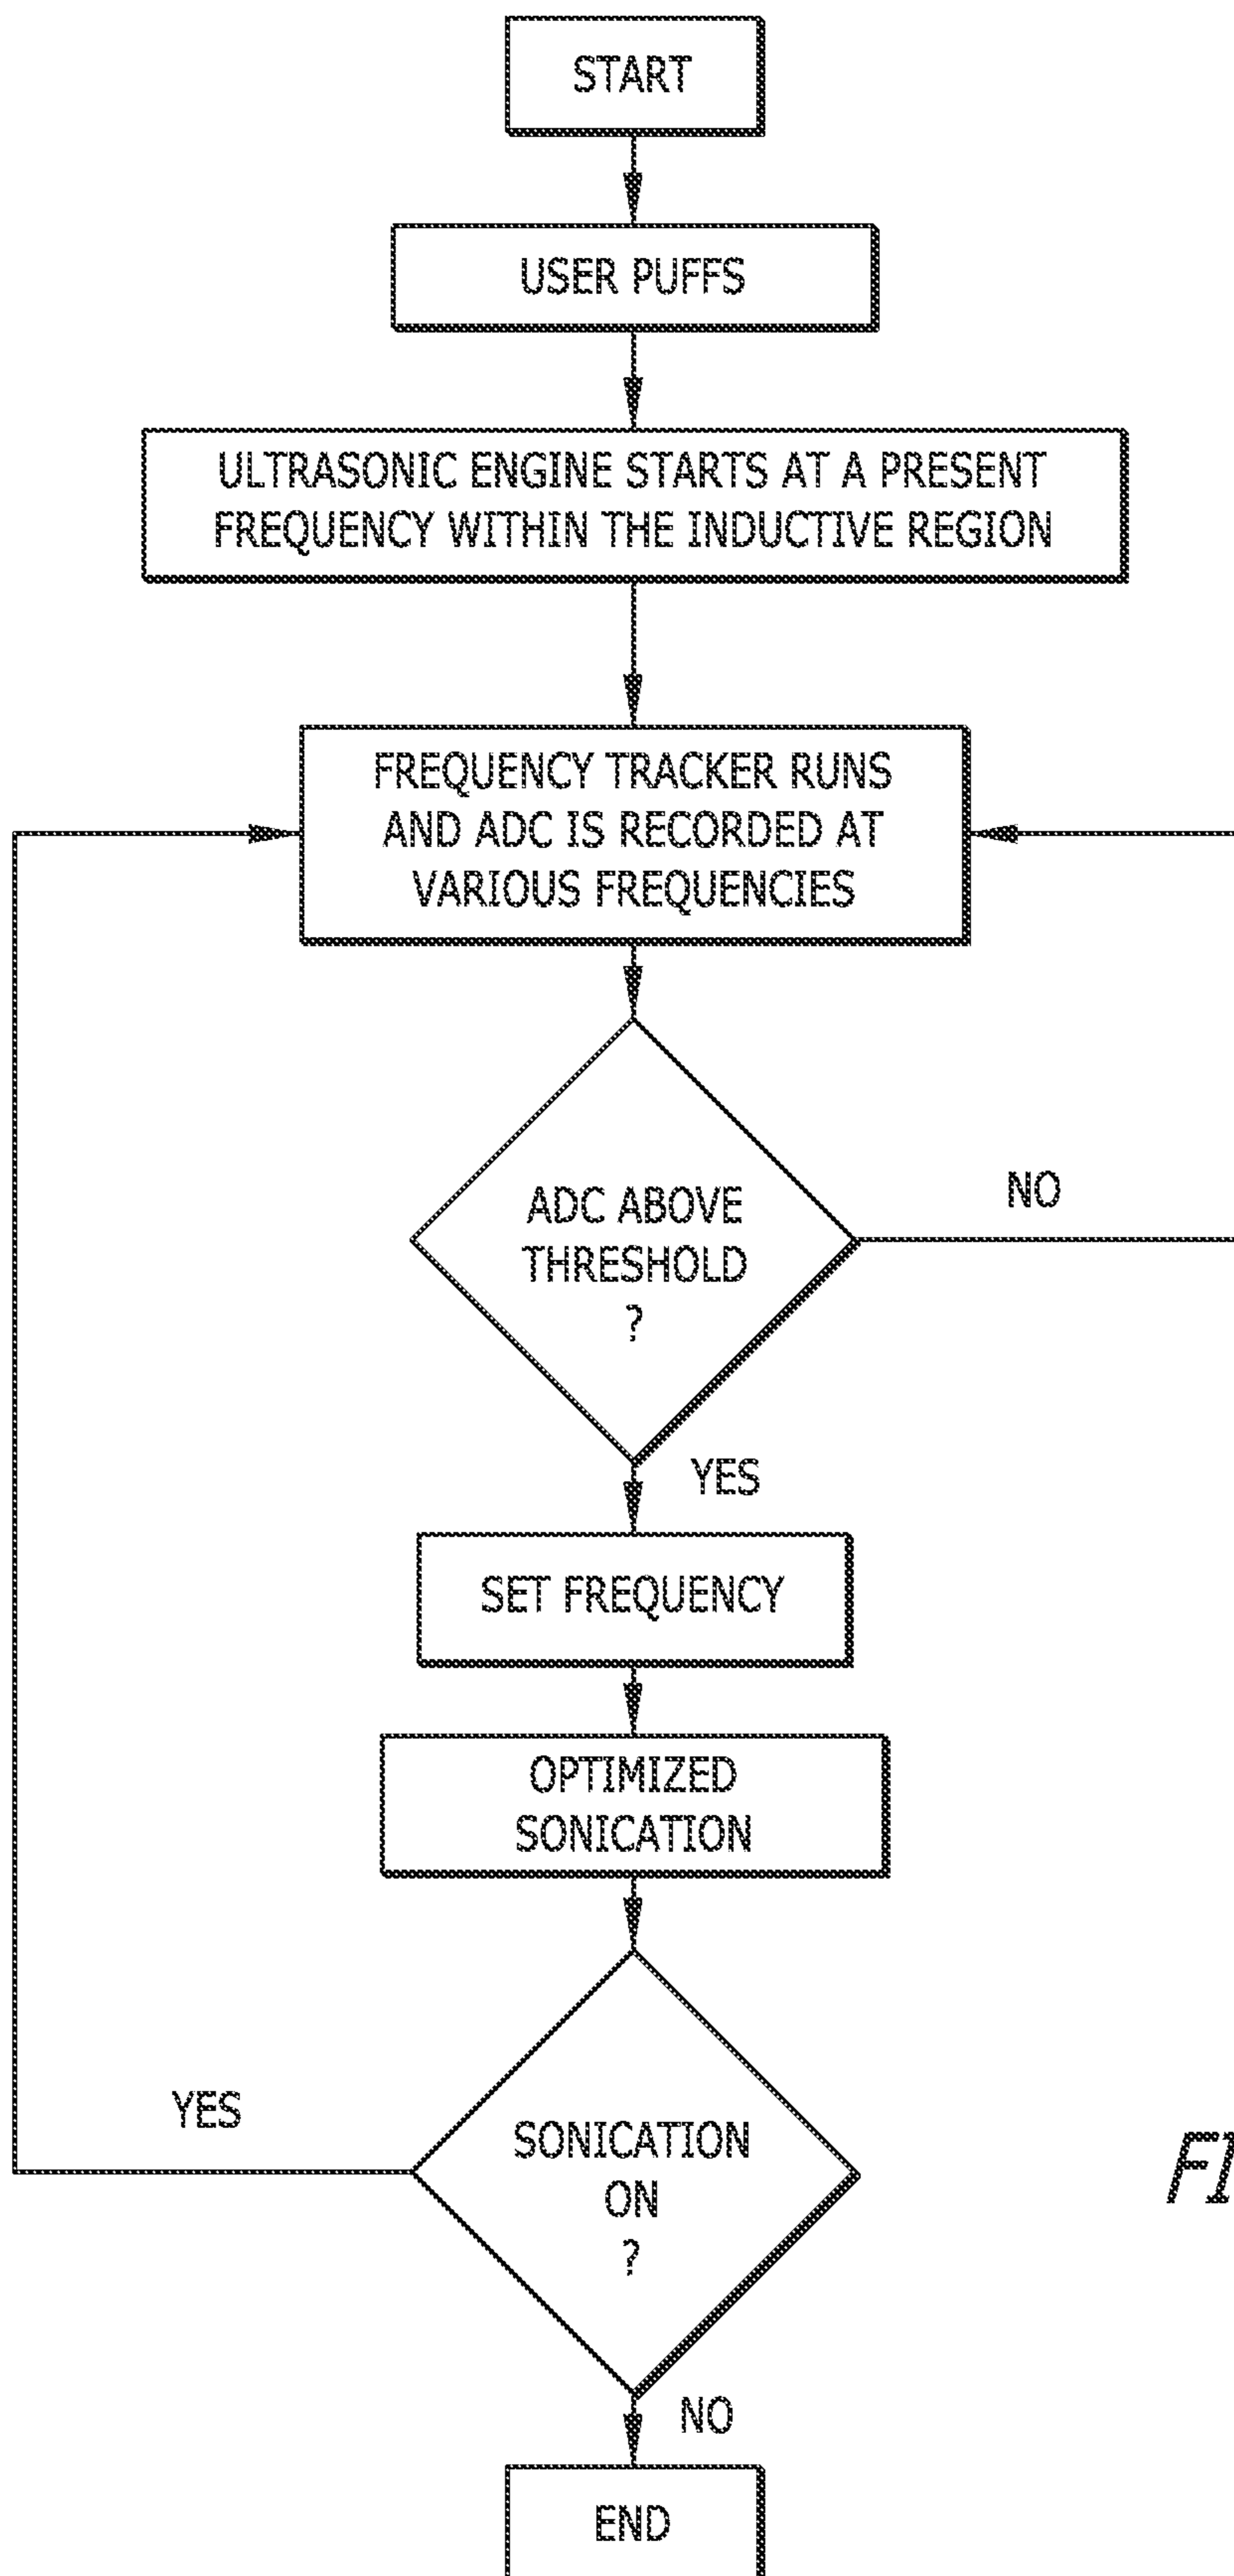 START
USER PUFFS
ULTRASONIC ENGINE STARTS AT A PRESENT
FREQUENCY WITHIN THE INDUCTIVE REGION
FREQUENCY TRACKER RUNS
AND ADC IS RECORDED AT
VARIOUS FREQUENCIES
ADC ABOVE
THRESHOLD
?
NO
YES
SET FREQUENCY
OPTIMIZED
SONICATION
YES
SONICATION
ON
?
FI
NO
END